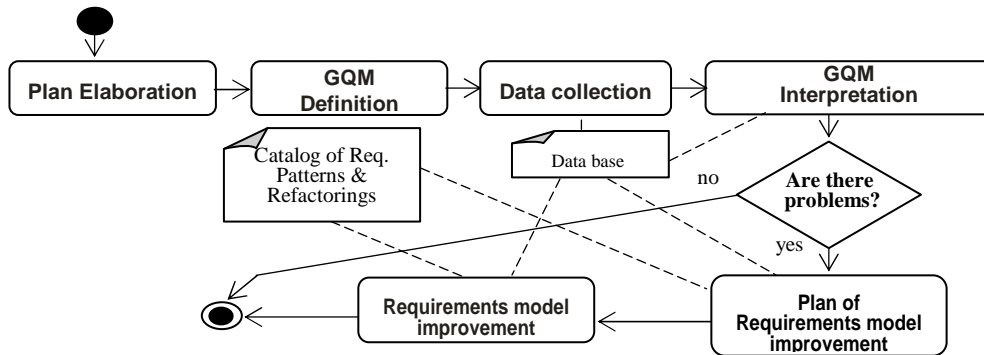 Plan Elaboration
GQM
Definition
Data collection
GQM
Interpretation
Catalog of Req.
Patterns &
Refactorings
Data base
no
Are there
problems?
yes
Requirements model
improvement
Plan of
Requirements model
improvement